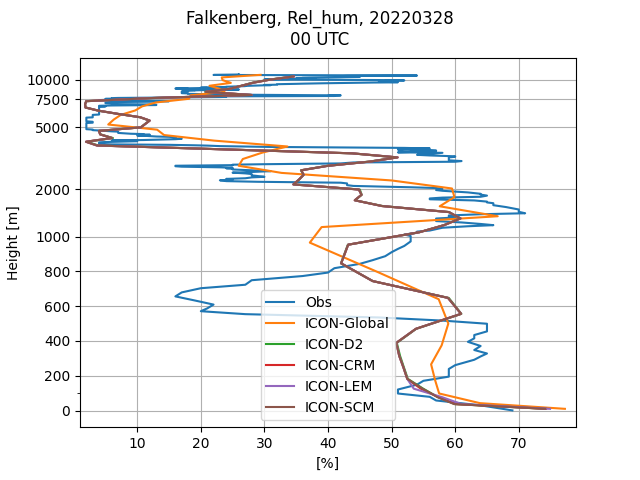 Falkenberg, Rel_hum, 20220328
00 UTC
Height [m]
10000
7500
5000
2000
1000
800
600
400
200
0
Obs
ICON-Global
ICON-D2
ICON-CRM
ICON-LEM
ICON-SCM
10 20 30 40 50 60 70
[%]